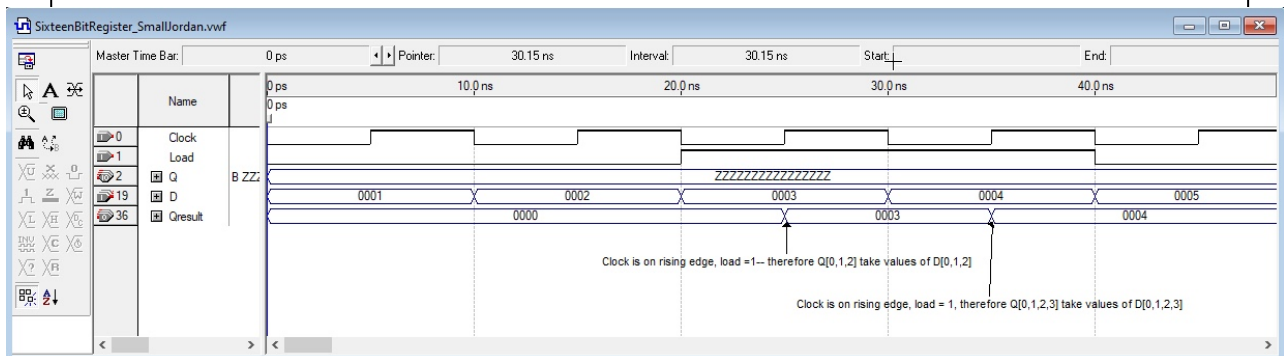 SixteenBitRegister_SmallJordan.vwf
Master Time Bar: 0 ps Pointer: 30.15 ns Interval: 30.15 ns Start: End:
A
Name
0 ps 10.0 ns 20.0 ns 30.0 ns 40.0 ns
0 ps
0 Clock
1 Load
2 Q B ZZZ ZZZZZZZZZZZZZZZZ
19 D 0001 0002 0003 0004 0005
36 Qresult 0000 0003 0004
Clock is on rising edge, load =1-- therefore Q[0,1,2] take values of D[0,1,2]
Clock is on rising edge, load = 1, therefore Q[0,1,2,3] take values of D[0,1,2,3]